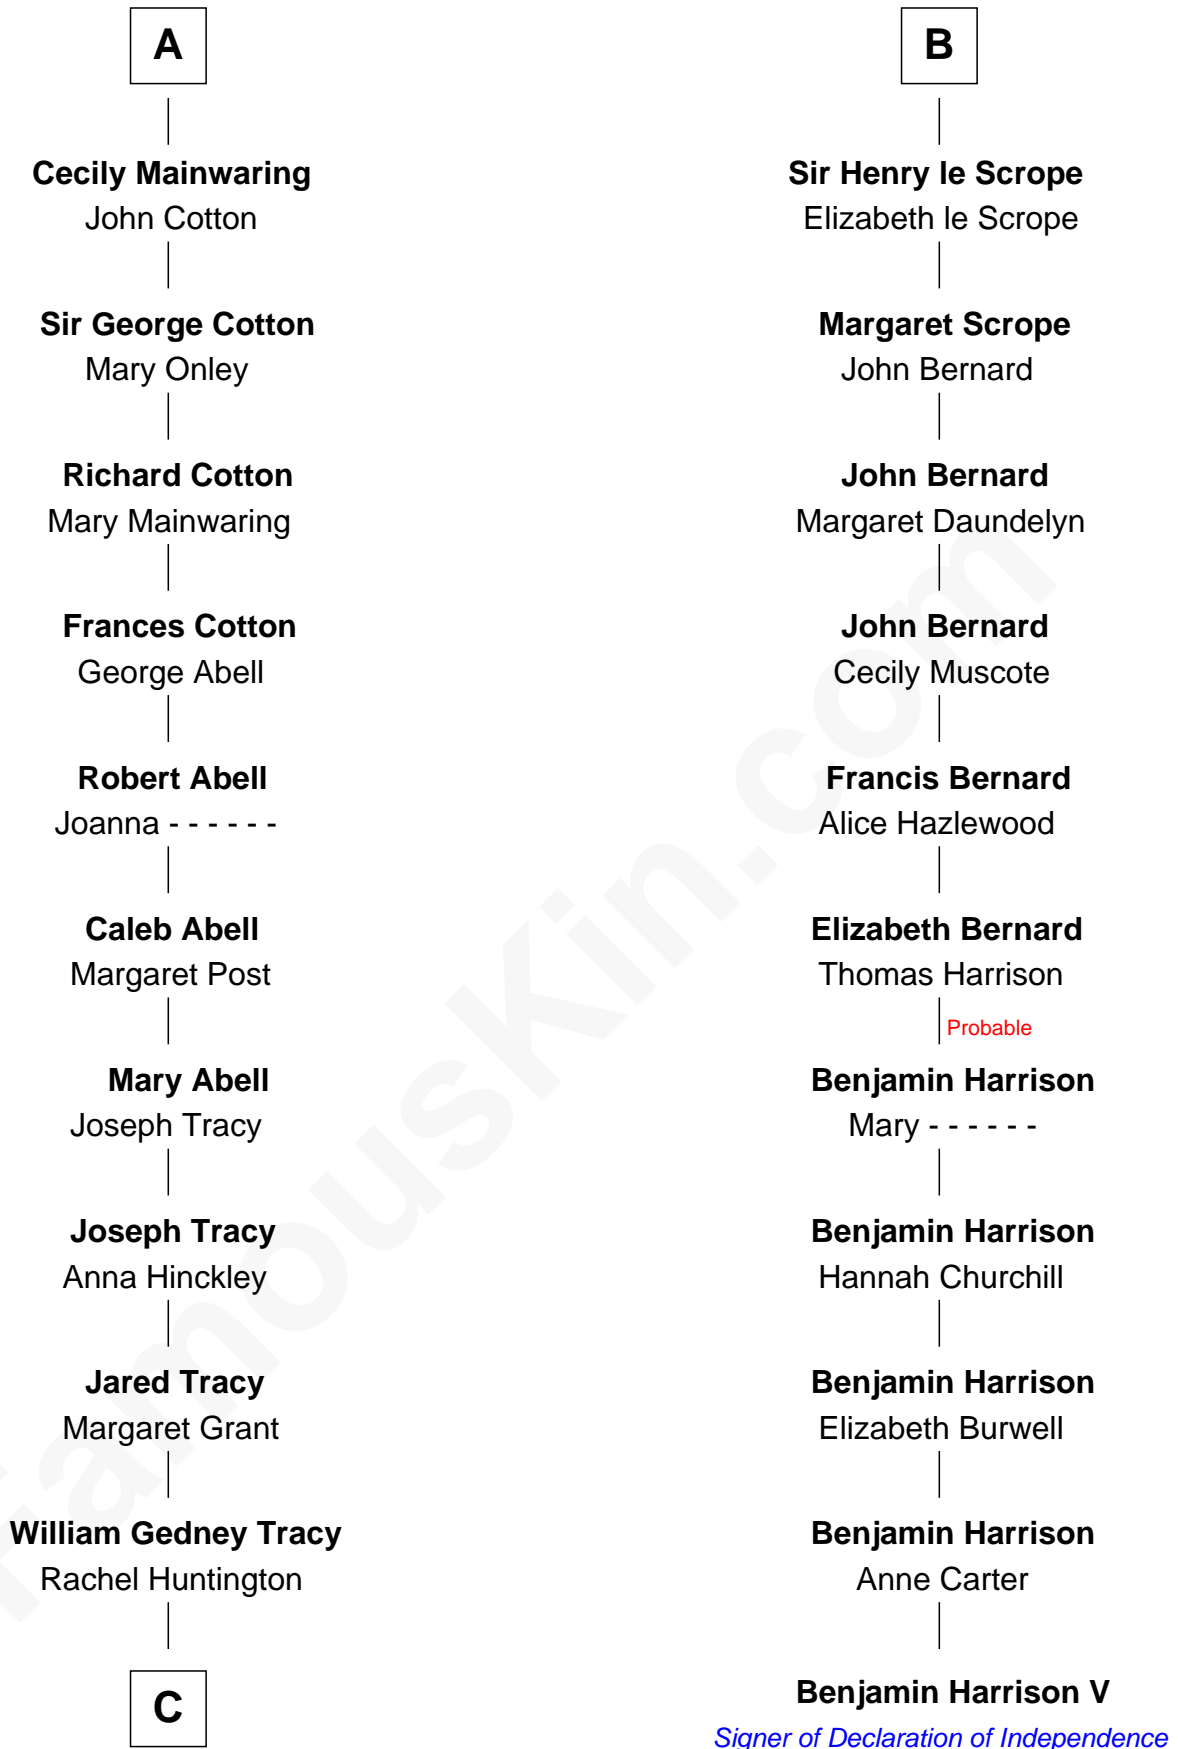 A
Cecily Mainwaring
John Cotton
Sir George Cotton
Mary Onley
Richard Cotton
Mary Mainwaring
Frances Cotton
George Abell
Robert Abell
Joanna - - - - - -
Caleb Abell
Margaret Post
Mary Abell
Joseph Tracy
Joseph Tracy
Anna Hinckley
Jared Tracy
Margaret Grant
William Gedney Tracy
Rachel Huntington
C
B
Sir Henry le Scrope
Elizabeth le Scrope
Margaret Scrope
John Bernard
John Bernard
Margaret Daundelyn
John Bernard
Cecily Muscote
Francis Bernard
Alice Hazlewood
Elizabeth Bernard
Thomas Harrison
Probable
Benjamin Harrison
Mary - - - - - -
Benjamin Harrison
Hannah Churchill
Benjamin Harrison
Elizabeth Burwell
Benjamin Harrison
Anne Carter
Benjamin Harrison V
Signer of Declaration of Independence
FamousKin.com